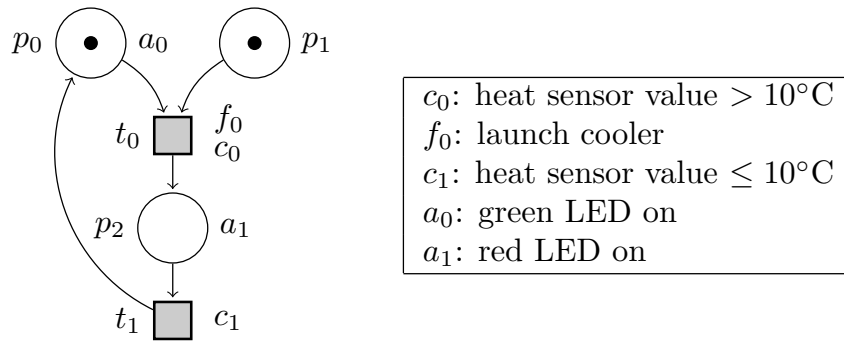 p₀ a₀ p₁
t₀ f₀
c₀
p₂ a₁
t₁ c₁
c₀: heat sensor value > 10°C
f₀: launch cooler
c₁: heat sensor value ≤ 10°C
a₀: green LED on
a₁: red LED on